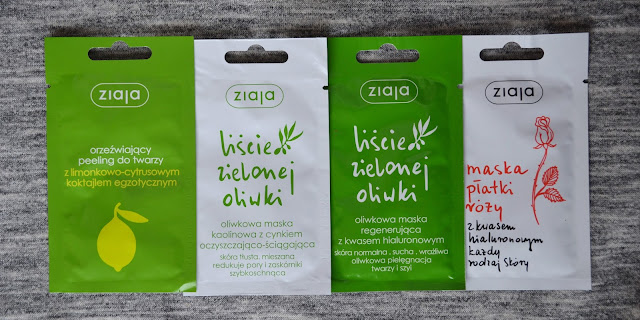 ziaja
orzeźwiający
peeling do twarzy
z limonkowo-cytrusowym
koktajlem egzotycznym
ziaja
liście
zielonej
oliwki
oliwkowa maska
kaolinowa z cynkiem
oczyszczająco-ściągająca
skóra tłusta, mieszana
redukuje pory i zaskórniki
szybkoschnąca
ziaja
liście
zielonej
oliwki
oliwkowa maska
regenerująca
z kwasem hialuronowym
skóra normalna, sucha, wrażliwa
oliwkowa pielęgnacja
twarzy i szyi
ziaja
maska
płatki
róży
z kwasem
hialuronowym
każdy
rodzaj skóry